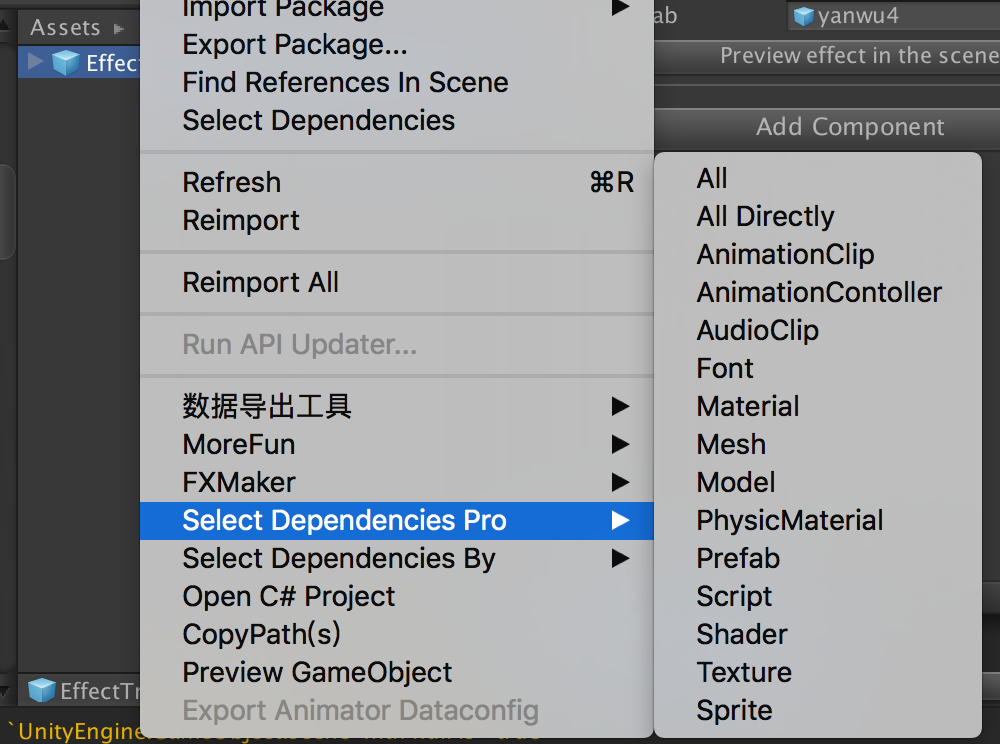 Import Package
Export Package...
Find References In Scene
Select Dependencies
Refresh ⌘R
Reimport
Reimport All
Run API Updater...
数据导出工具
MoreFun
FXMaker
Select Dependencies Pro
Select Dependencies By
Open C# Project
CopyPath(s)
Preview GameObject
Export Animator Dataconfig
All
All Directly
AnimationClip
AnimationContoller
AudioClip
Font
Material
Mesh
Model
PhysicMaterial
Prefab
Script
Shader
Texture
Sprite
Assets
Effec
ab
yanwu4
Preview effect in the scene
Add Component
EffectTr
`UnityEngine.